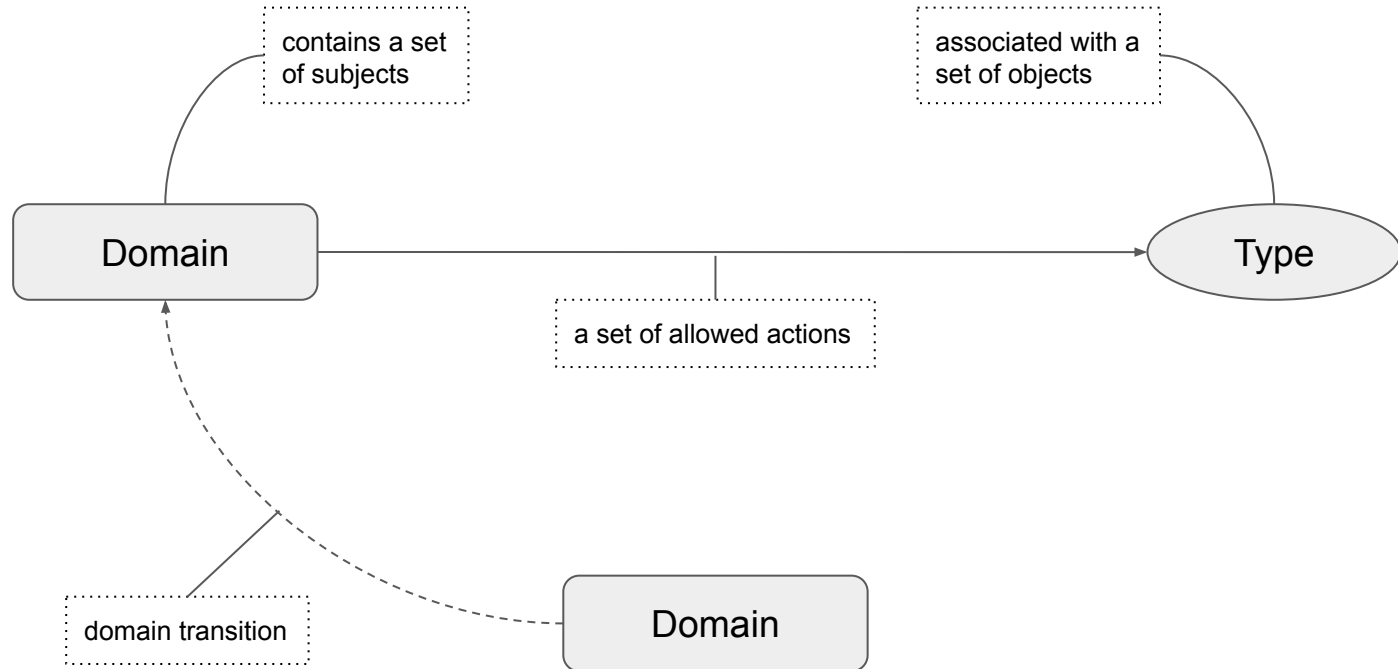 contains a set
of subjects
associated with a
set of objects
Domain
Type
a set of allowed actions
domain transition
Domain